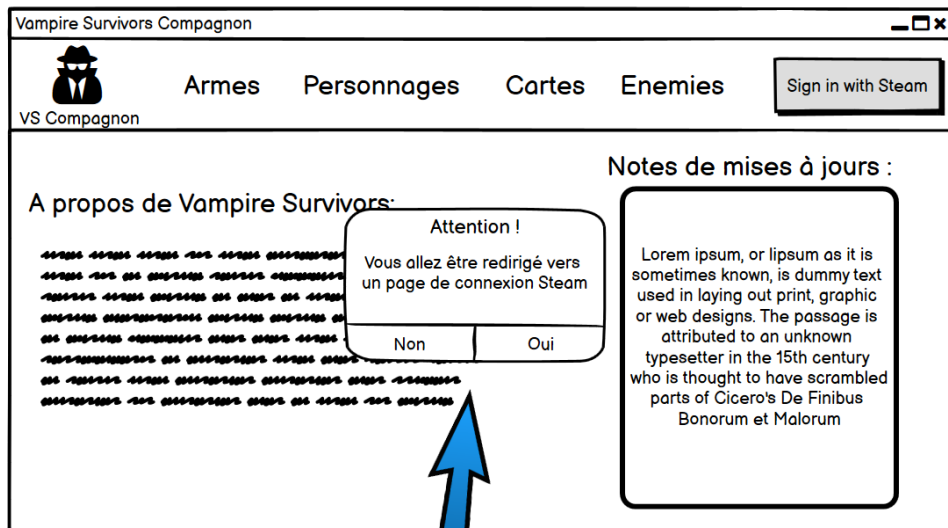 Vampire Survivors Compagnon
VS Compagnon
Armes
Personnages
Cartes
Enemies
Sign in with Steam
A propos de Vampire Survivors:
Notes de mises à jours :
Attention !
Vous allez être redirigé vers
un page de connexion Steam
Non
Oui
Lorem ipsum, or lipsum as it is
sometimes known, is dummy text
used in laying out print, graphic
or web designs. The passage is
attributed to an unknown
typesetter in the 15th century
who is thought to have scrambled
parts of Cicero's De Finibus
Bonorum et Malorum